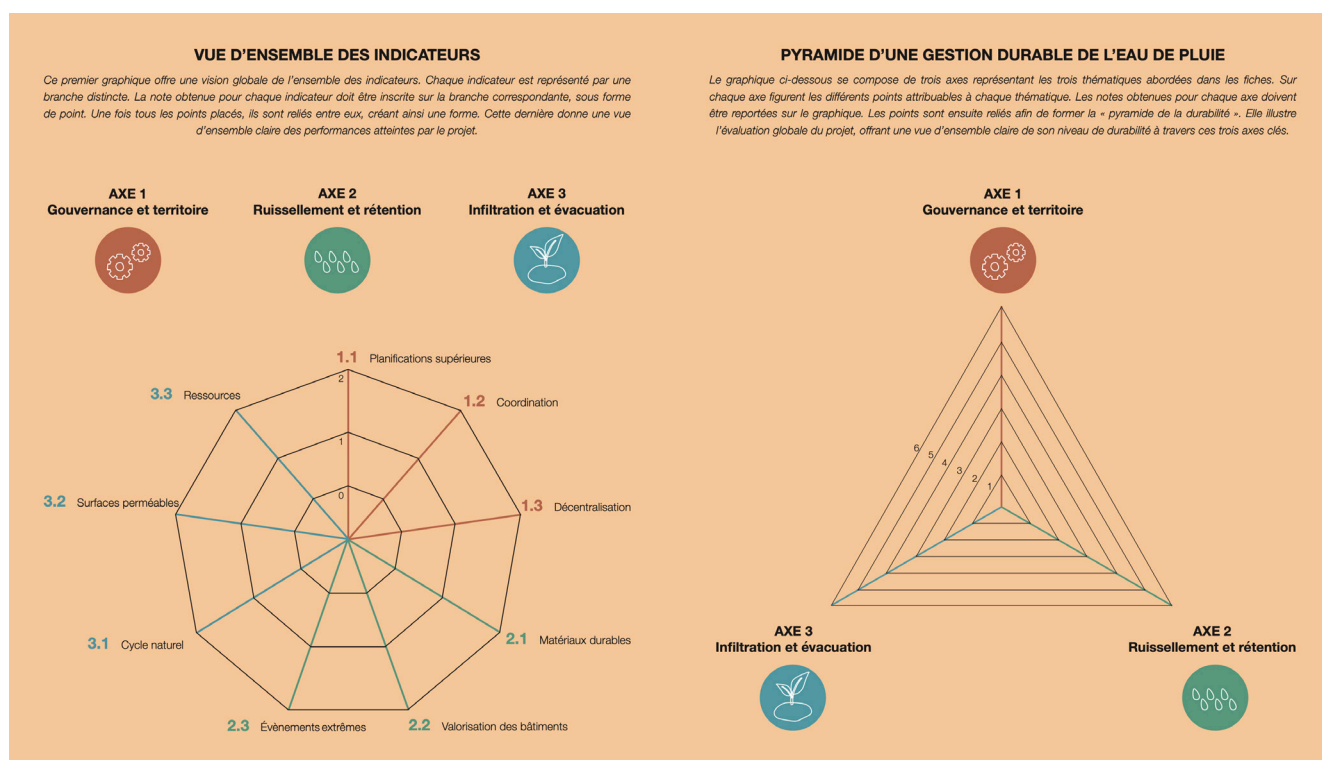 VUE D'ENSEMBLE DES INDICATEURS
Ce premier graphique offre une vision globale de l'ensemble des indicateurs. Chaque indicateur est représenté par une
branche distincte. La note obtenue pour chaque indicateur doit être inscrite sur la branche correspondante, sous forme
de point. Une fois tous les points placés, ils sont reliés entre eux, créant ainsi une forme. Cette dernière donne une vue
d'ensemble claire des performances atteintes par le projet.
AXE 1
Gouvernance et territoire
AXE 2
Ruissellement et rétention
AXE 3
Infiltration et évacuation
1.1 Planifications supérieures
2
3.3 Ressources
1.2 Coordination
1
0
3.2 Surfaces perméables
1.3 Décentralisation
3.1 Cycle naturel
2.1 Matériaux durables
2.3 Évènements extrêmes
2.2 Valorisation des bâtiments
PYRAMIDE D'UNE GESTION DURABLE DE L'EAU DE PLUIE
Le graphique ci-dessous se compose de trois axes représentant les trois thématiques abordées dans les fiches. Sur
chaque axe figurent les différents points attribuables à chaque thématique. Les notes obtenues pour chaque axe doivent
être reportées sur le graphique. Les points sont ensuite reliés afin de former la « pyramide de la durabilité ». Elle illustre
l'évaluation globale du projet, offrant une vue d'ensemble claire de son niveau de durabilité à travers ces trois axes clés.
AXE 1
Gouvernance et territoire
6
5
4
3
2
1
AXE 3
Infiltration et évacuation
AXE 2
Ruissellement et rétention